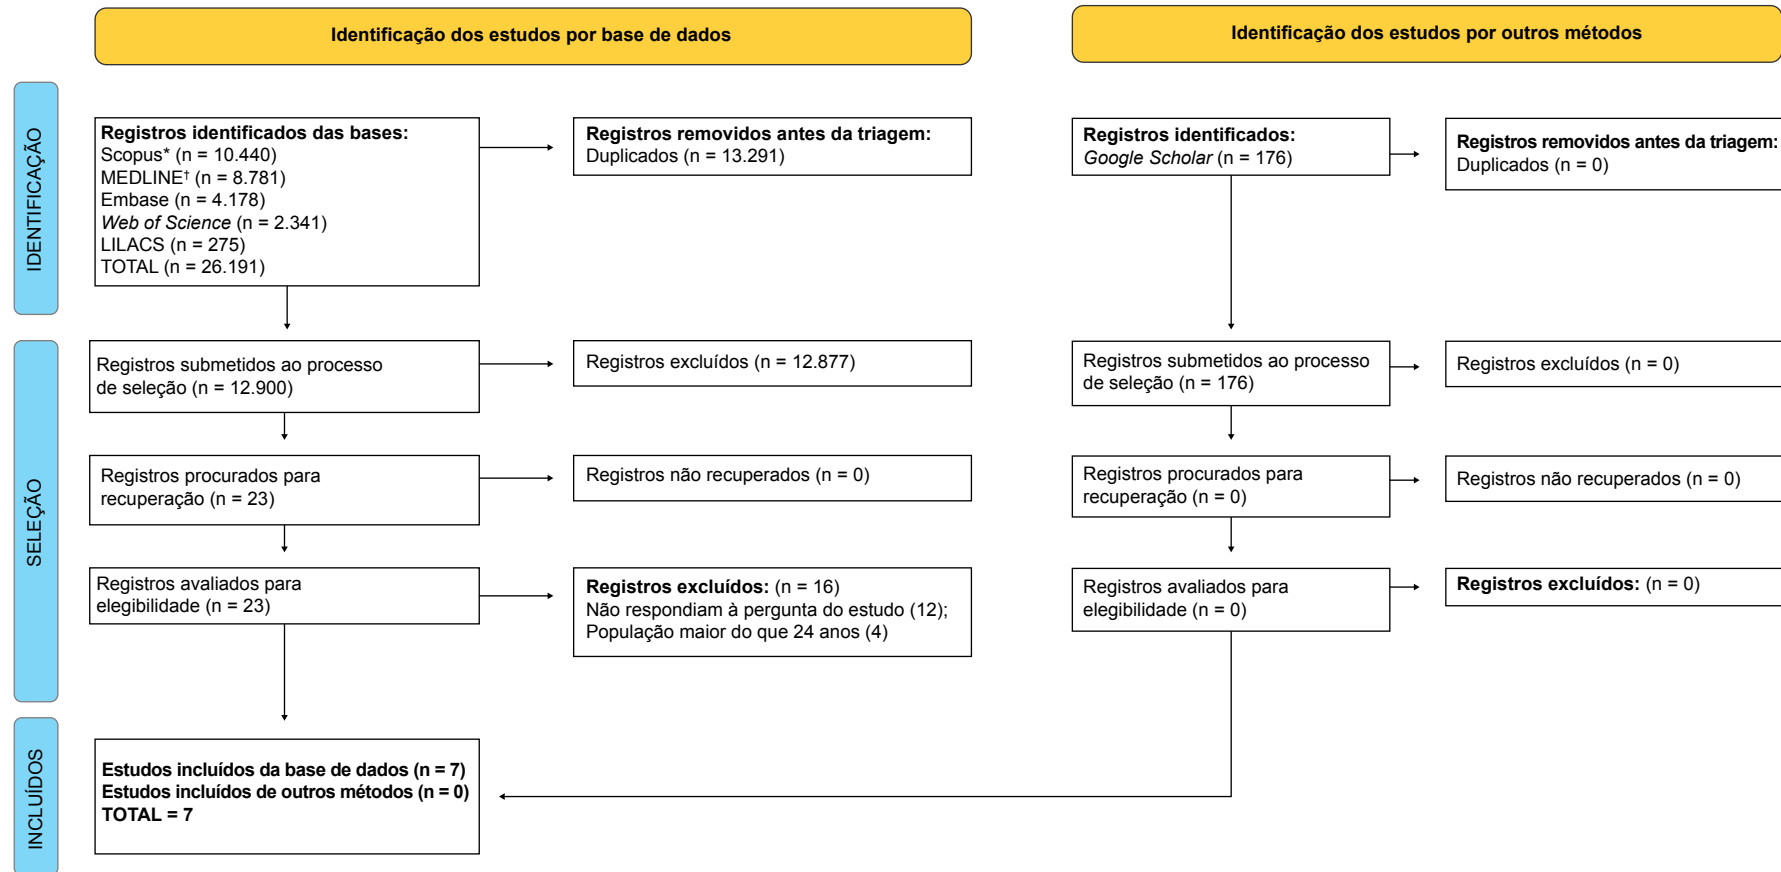 Identificação dos estudos por base de dados
Identificação dos estudos por outros métodos
IDENTIFICAÇÃO
Registros identificados das bases:
Scopus* (n = 10.440)
MEDLINE† (n = 8.781)
Embase (n = 4.178)
Web of Science (n = 2.341)
LILACS (n = 275)
TOTAL (n = 26.191)
Registros removidos antes da triagem:
Duplicados (n = 13.291)
Registros identificados:
Google Scholar (n = 176)
Registros removidos antes da triagem:
Duplicados (n = 0)
SELEÇÃO
Registros submetidos ao processo
de seleção (n = 12.900)
Registros excluídos (n = 12.877)
Registros submetidos ao processo
de seleção (n = 176)
Registros excluídos (n = 0)
Registros procurados para
recuperação (n = 23)
Registros não recuperados (n = 0)
Registros procurados para
recuperação (n = 0)
Registros não recuperados (n = 0)
Registros avaliados para
elegibilidade (n = 23)
Registros excluídos: (n = 16)
Não respondiam à pergunta do estudo (12);
População maior do que 24 anos (4)
Registros avaliados para
elegibilidade (n = 0)
Registros excluídos: (n = 0)
INCLUÍDOS
Estudos incluídos da base de dados (n = 7)
Estudos incluídos de outros métodos (n = 0)
TOTAL = 7